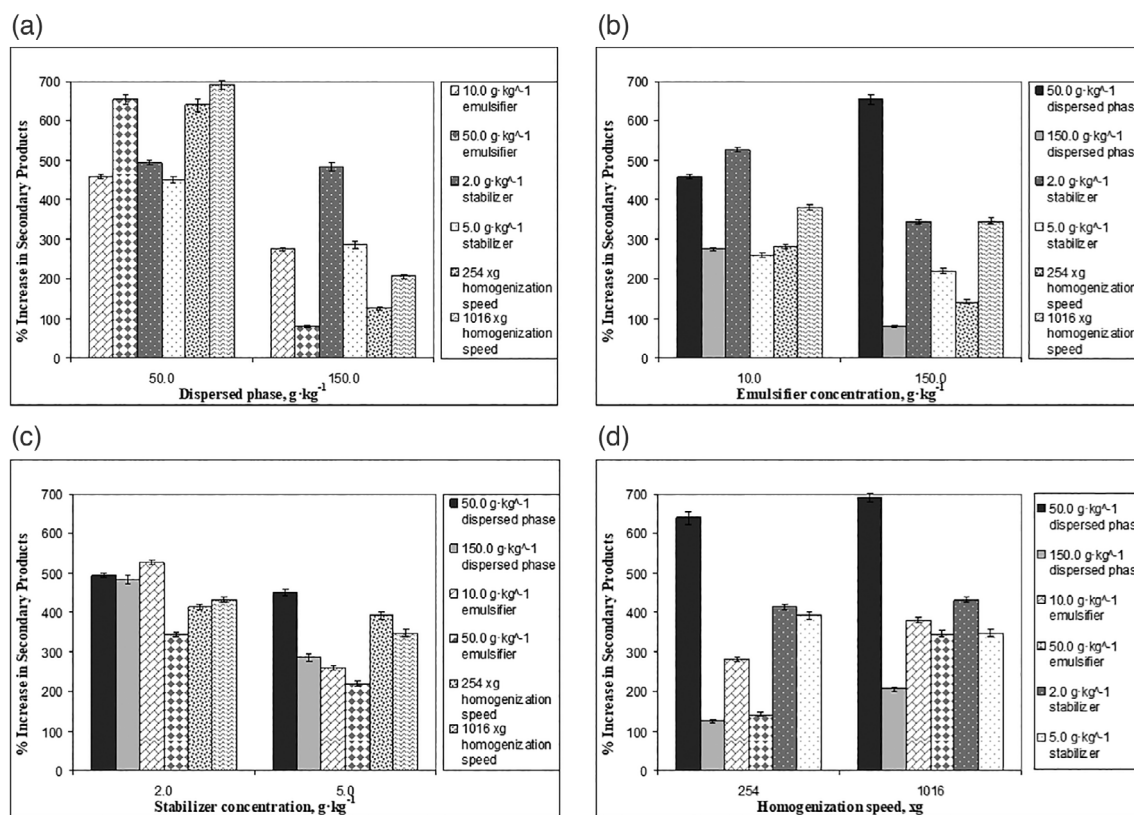 (a)
% Increase in Secondary Products
700
600
500
400
300
200
100
0
50.0
150.0
Dispersed phase, g·kg⁻¹
10.0 g·kg^-1
emulsifier
50.0 g·kg^-1
emulsifier
2.0 g·kg^-1
stabilizer
5.0 g·kg^-1
stabilizer
254 xg
homogenization
speed
1016 xg
homogenization
speed
(b)
% Increase in Secondary Products
700
600
500
400
300
200
100
0
10.0
150.0
Emulsifier concentration, g·kg⁻¹
50.0 g·kg^-1
dispersed phas
150.0 g·kg^-1
dispersed phas
2.0 g·kg^-1
stabilizer
5.0 g·kg^-1
stabilizer
254 xg
homogenization
speed
1016 xg
homogenization
speed
(c)
% Increase in Secondary Products
700
600
500
400
300
200
100
0
2.0
5.0
Stabilizer concentration, g·kg⁻¹
50.0 g·kg^-1
dispersed phase
150.0 g·kg^-1
dispersed phase
10.0 g·kg^-1
emulsifier
50.0 g·kg^-1
emulsifier
254 xg
homogenization
speed
1016 xg
homogenization
speed
(d)
% Increase in Secondary Products
700
600
500
400
300
200
100
0
254
1016
Homogenization speed, xg
50.0 g·kg^-1
dispersed phas
150.0 g·kg^-1
dispersed phas
10.0 g·kg^-1
emulsifier
50.0 g·kg^-1
emulsifier
2.0 g·kg^-1
stabilizer
5.0 g·kg^-1
stabilizer